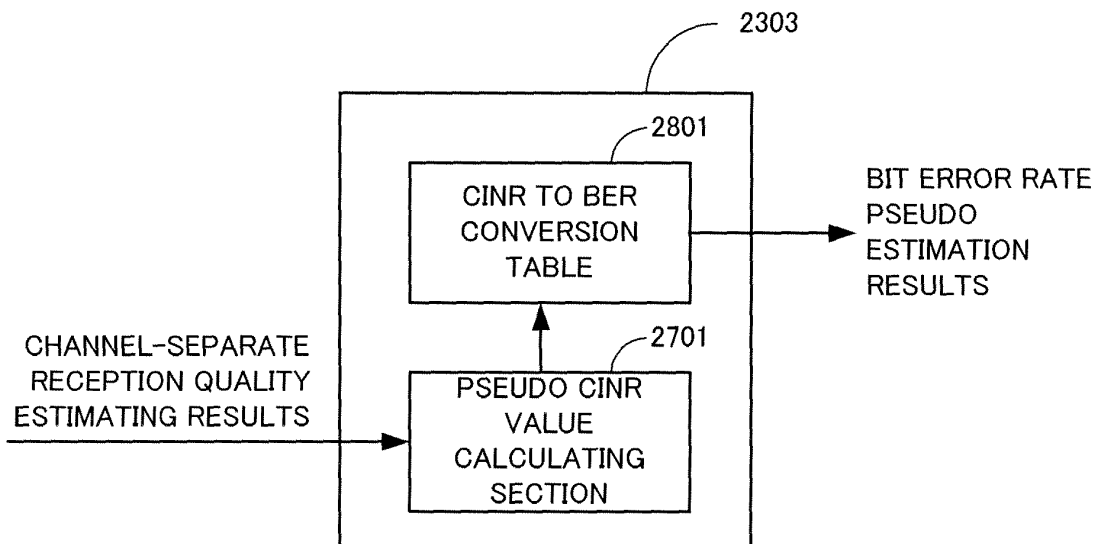 2303
2801
CINR TO BER
CONVERSION
TABLE
BIT ERROR RATE
PSEUDO
ESTIMATION
RESULTS
CHANNEL-SEPARATE
RECEPTION QUALITY
ESTIMATING RESULTS
2701
PSEUDO CINR
VALUE
CALCULATING
SECTION